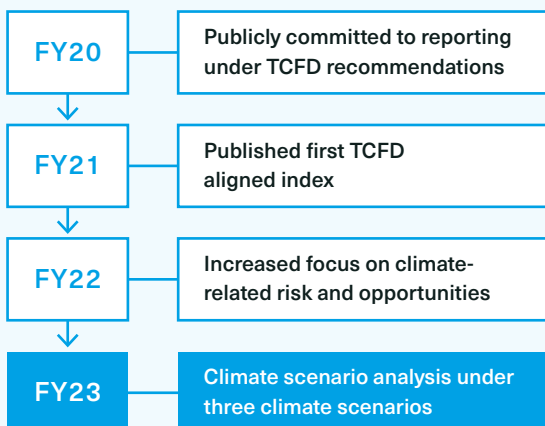 FY20
Publicly committed to reporting
under TCFD recommendations
FY21
Published first TCFD
aligned index
FY22
Increased focus on climate-
related risk and opportunities
FY23
Climate scenario analysis under
three climate scenarios